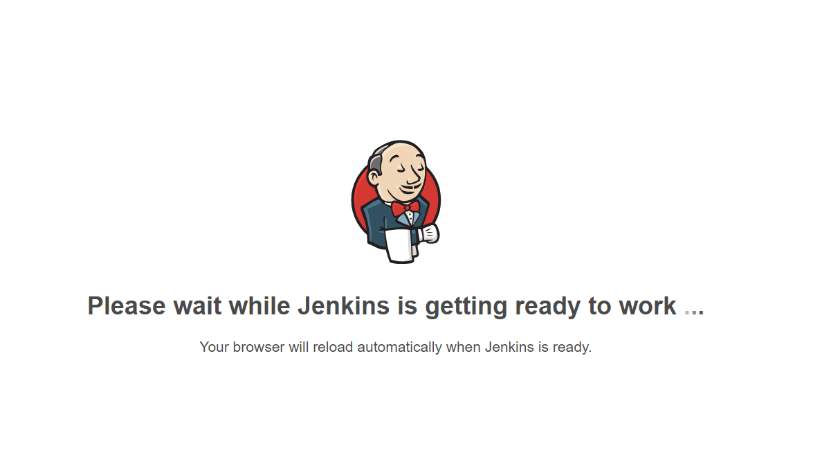 Please wait while Jenkins is getting ready to work ...
Your browser will reload automatically when Jenkins is ready.